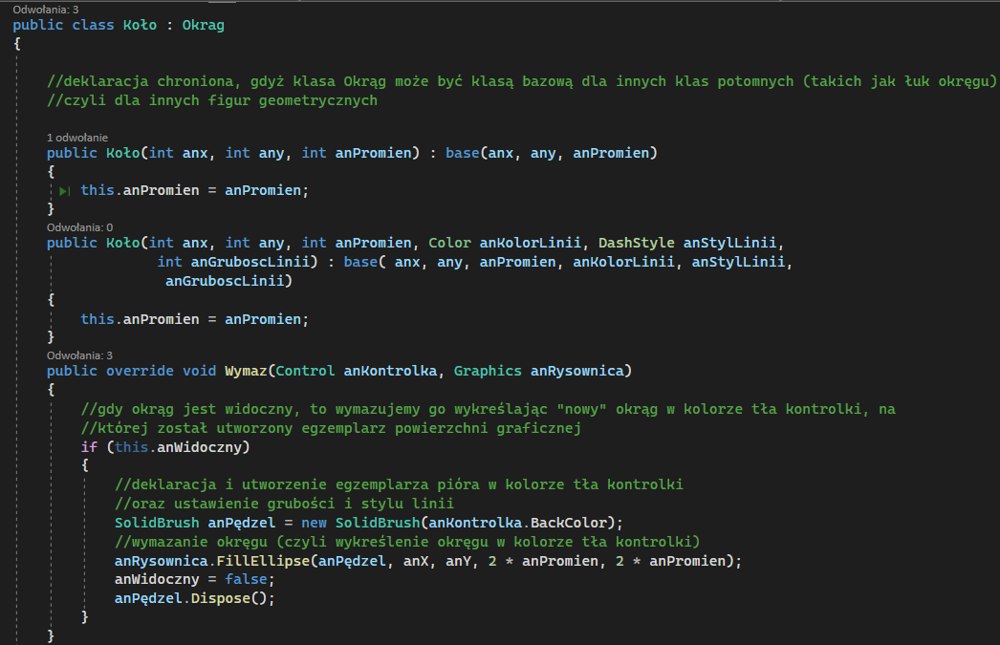 Odwołania: 3
public class Koło : Okrag
{
//deklaracja chroniona, gdyż klasa Okrąg może być klasą bazową dla innych klas potomnych (takich jak łuk okręgu)
//czyli dla innych figur geometrycznych
1 odwołanie
public Koło(int anx, int any, int anPromien) : base(anx, any, anPromien)
{
this.anPromien = anPromien;
}
Odwołania: 0
public Koło(int anx, int any, int anPromien, Color anKolorLinii, DashStyle anStylLinii,
int anGruboscLinii) : base( anx, any, anPromien, anKolorLinii, anStylLinii,
anGruboscLinii)
{
this.anPromien = anPromien;
}
Odwołania: 3
public override void Wymaz(Control anKontrolka, Graphics anRysownica)
{
//gdy okrąg jest widoczny, to wymazujemy go wykreślając "nowy" okrąg w kolorze tła kontrolki, na
//której został utworzony egzemplarz powierzchni graficznej
if (this.anWidoczny)
{
//deklaracja i utworzenie egzemplarza pióra w kolorze tła kontrolki
//oraz ustawienie grubości i stylu linii
SolidBrush anPędzel = new SolidBrush(anKontrolka.BackColor);
//wymazanie okręgu (czyli wykreślenie okręgu w kolorze tła kontrolki)
anRysownica.FillEllipse(anPędzel, anX, anY, 2 * anPromien, 2 * anPromien);
anWidoczny = false;
anPędzel.Dispose();
}
}